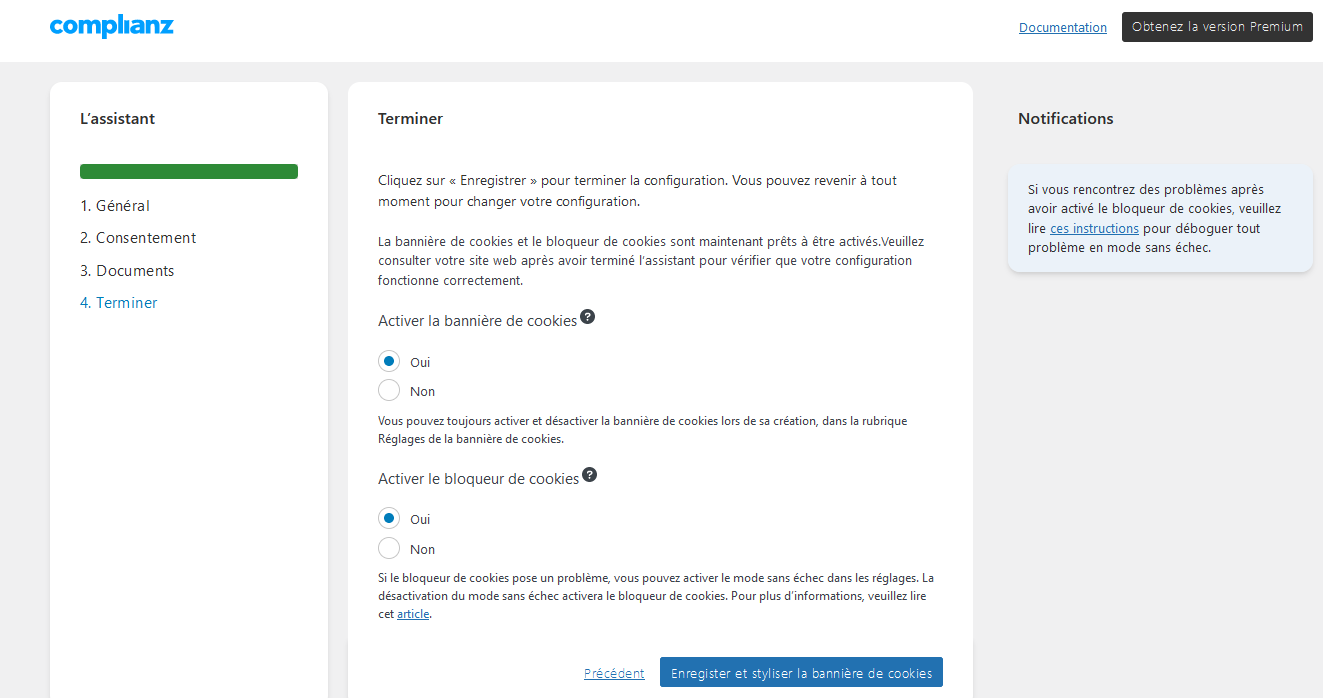 complianz
Documentation
Obtenez la version Premium
L’assistant
1. Général
2. Consentement
3. Documents
4. Terminer
Terminer
Cliquez sur « Enregistrer » pour terminer la configuration. Vous pouvez revenir à tout
moment pour changer votre configuration.
La bannière de cookies et le bloqueur de cookies sont maintenant prêts à être activés.Veuillez
consulter votre site web après avoir terminé l’assistant pour vérifier que votre configuration
fonctionne correctement.
Activer la bannière de cookies ?
Oui
Non
Vous pouvez toujours activer et désactiver la bannière de cookies lors de sa création, dans la rubrique
Réglages de la bannière de cookies.
Activer le bloqueur de cookies ?
Oui
Non
Si le bloqueur de cookies pose un problème, vous pouvez activer le mode sans échec dans les réglages. La
désactivation du mode sans échec activera le bloqueur de cookies. Pour plus d’informations, veuillez lire
cet article.
Précédent
Enregister et styliser la bannière de cookies
Notifications
Si vous rencontrez des problèmes après
avoir activé le bloqueur de cookies, veuillez
lire ces instructions pour déboguer tout
problème en mode sans échec.